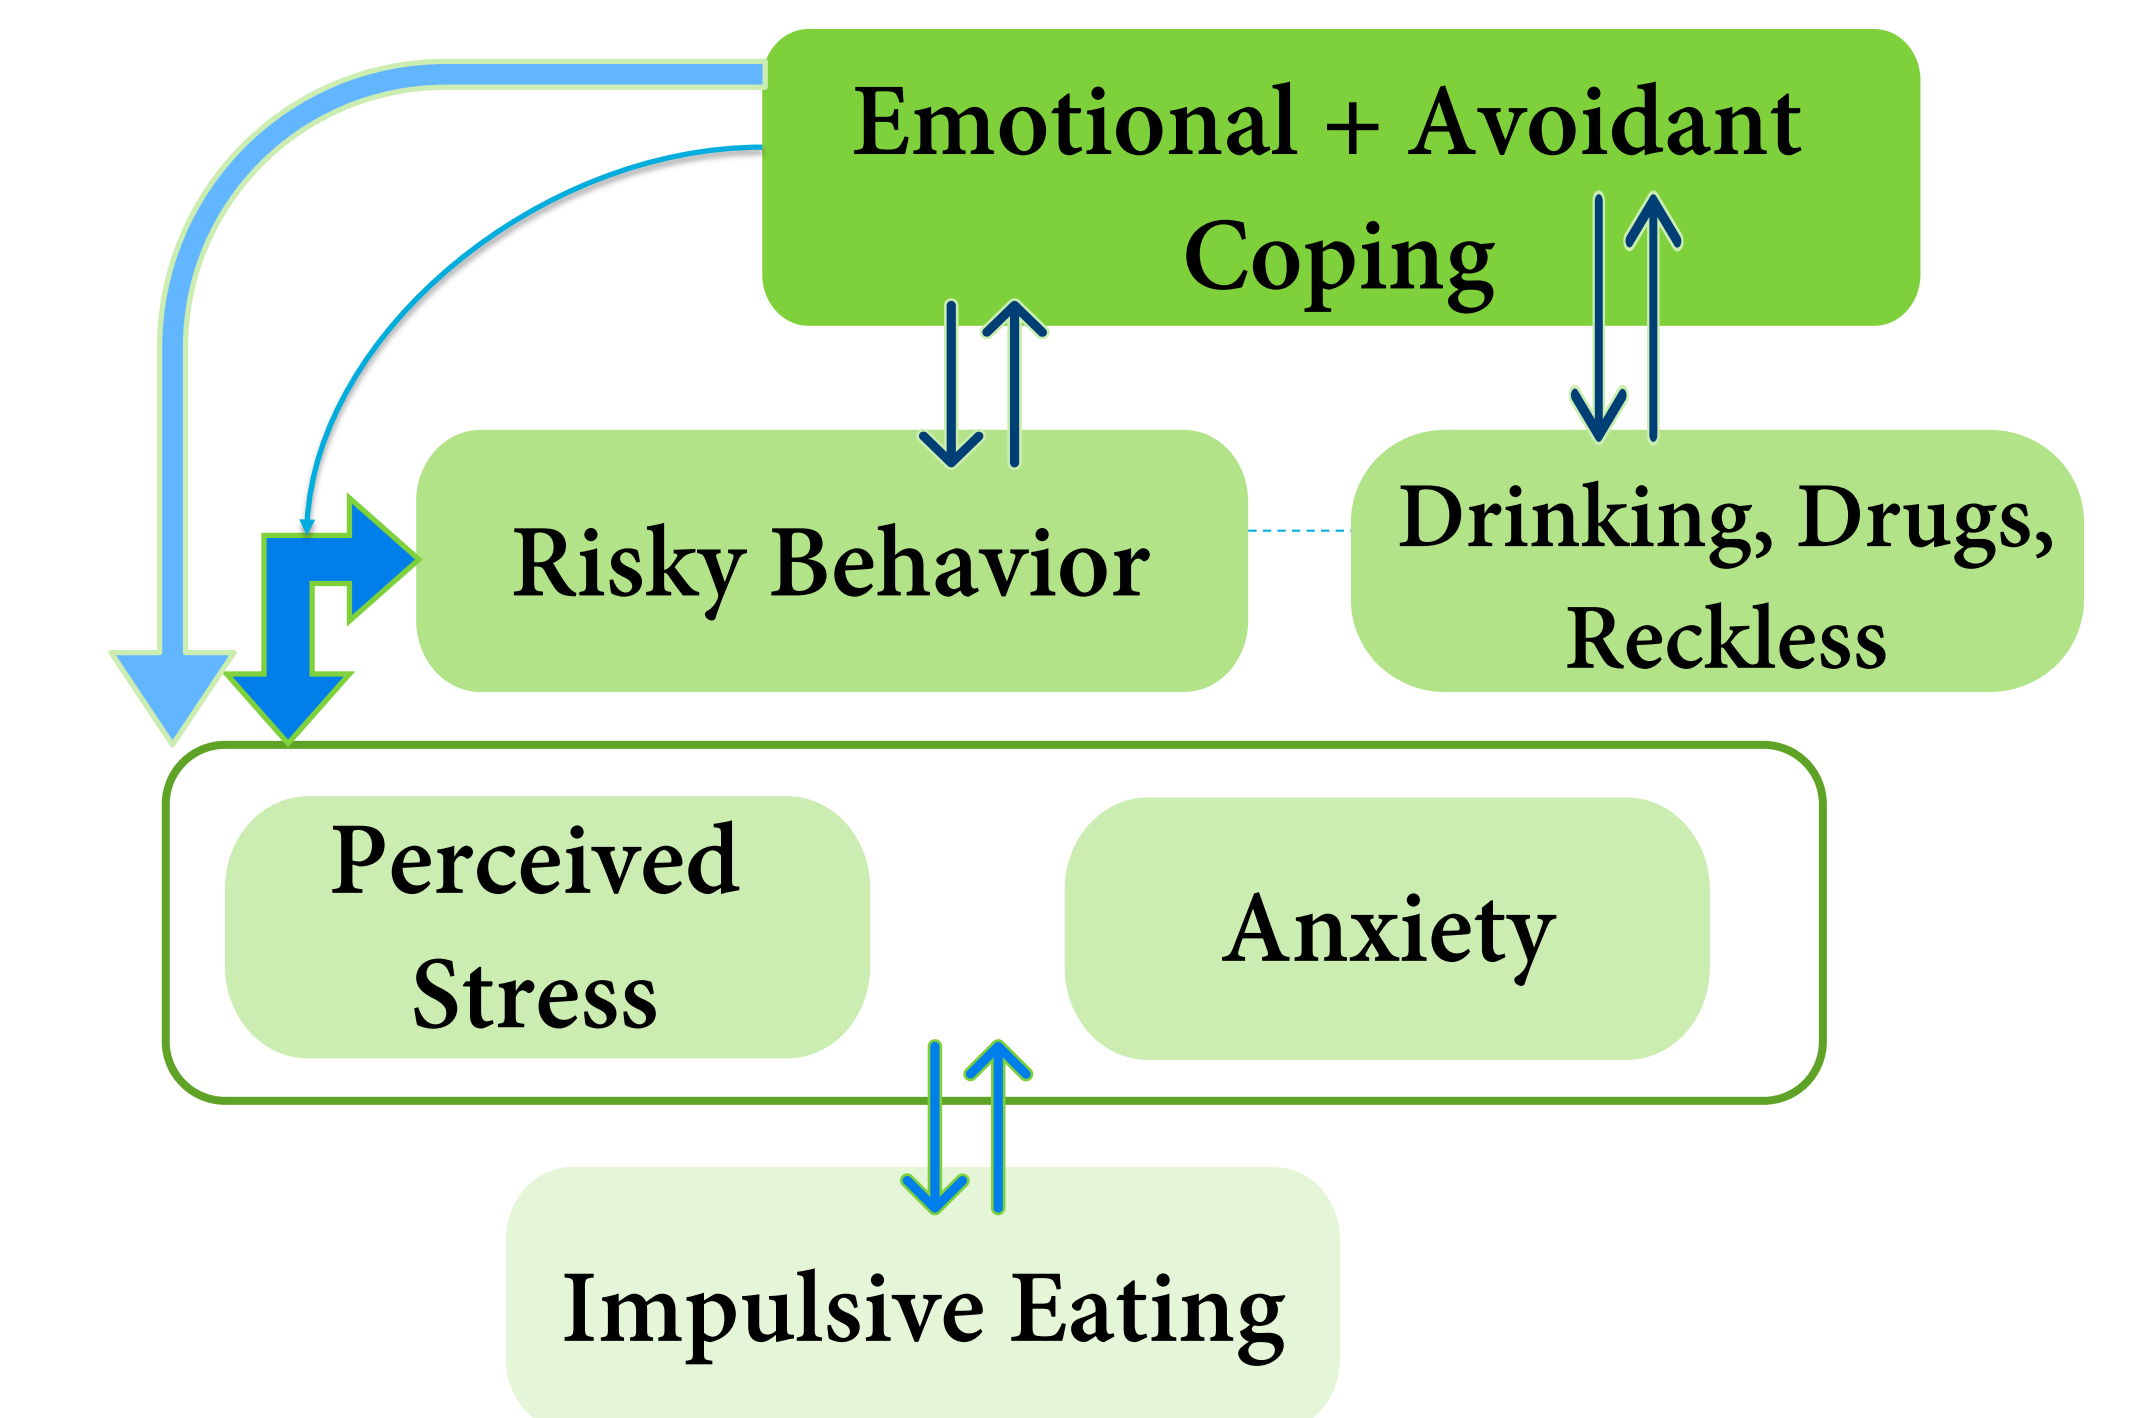 Emotional + Avoidant
Coping
Risky Behavior
Drinking, Drugs,
Reckless
Perceived
Stress
Anxiety
Impulsive Eating